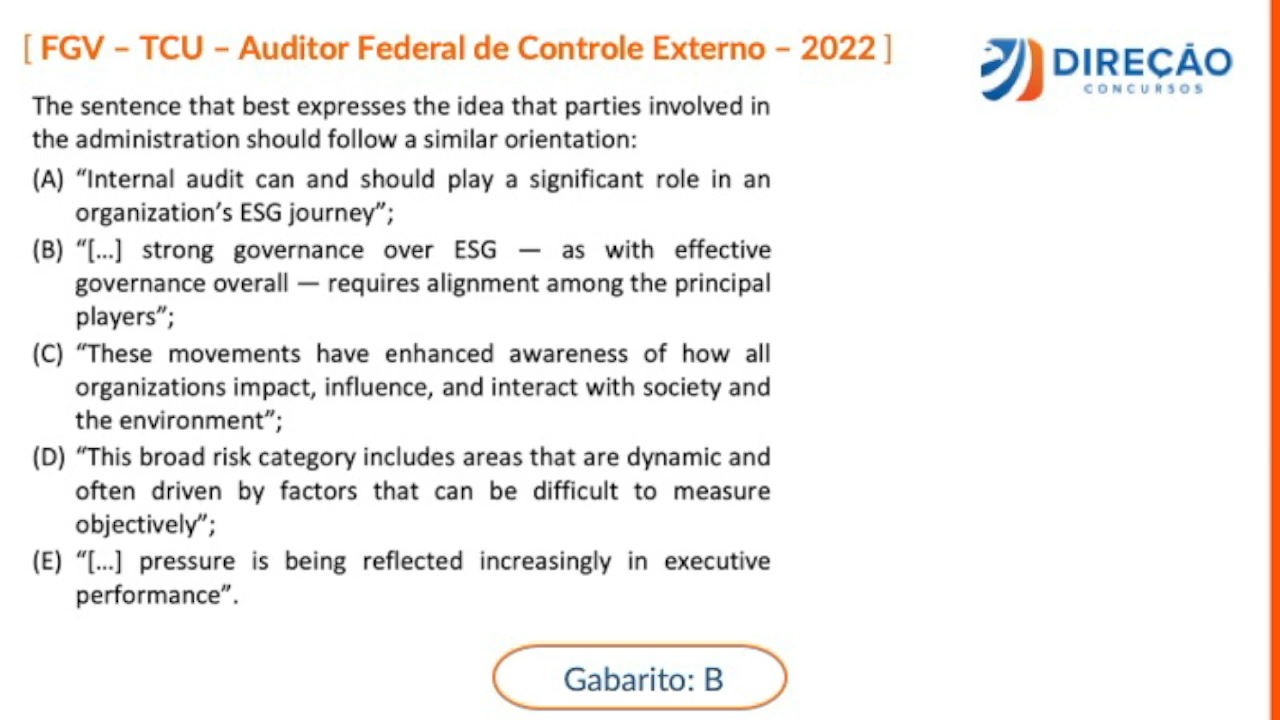 [ FGV – TCU – Auditor Federal de Controle Externo – 2022 ]
DIREÇÃO
CONCURSOS
The sentence that best expresses the idea that parties involved in
the administration should follow a similar orientation:
(A) “Internal audit can and should play a significant role in an
organization’s ESG journey”;
(B) “[...] strong governance over ESG — as with effective
governance overall — requires alignment among the principal
players”;
(C) “These movements have enhanced awareness of how all
organizations impact, influence, and interact with society and
the environment”;
(D) “This broad risk category includes areas that are dynamic and
often driven by factors that can be difficult to measure
objectively”;
(E) “[...] pressure is being reflected increasingly in executive
performance”.
Gabarito: B